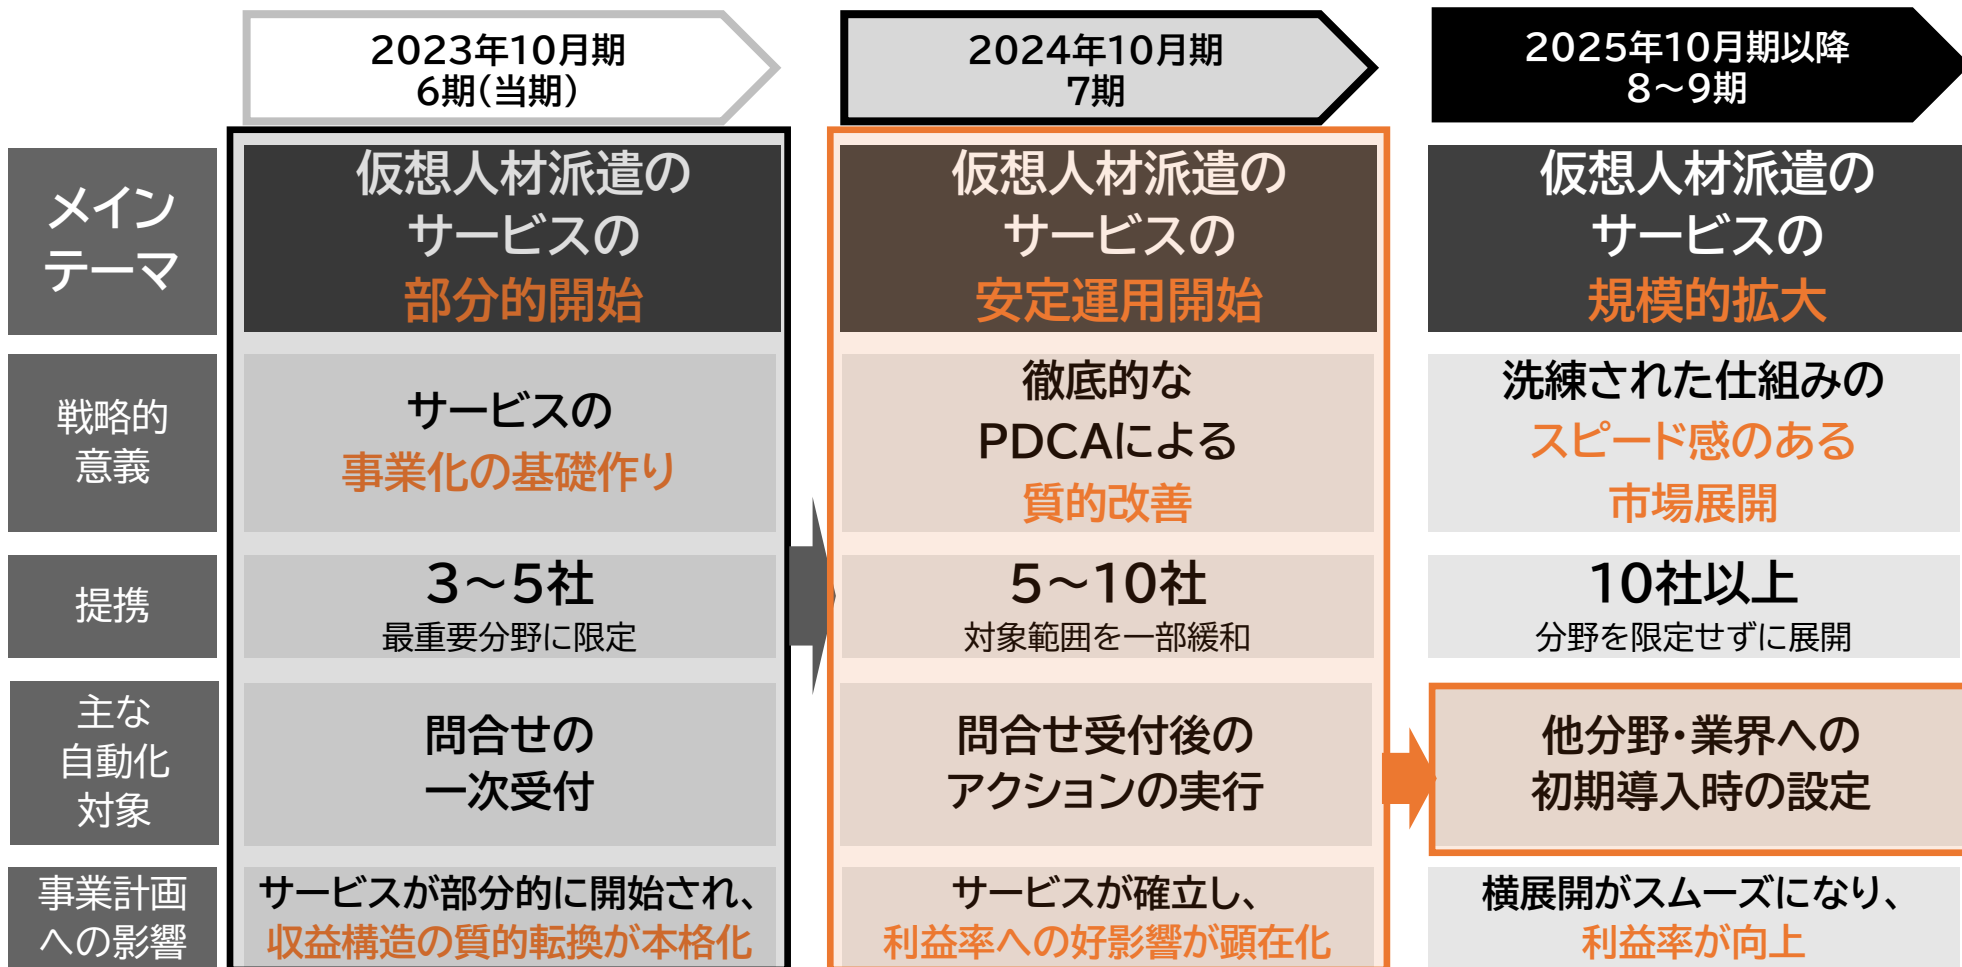 2023年10月期
6期(当期)
2024年10月期
7期
2025年10月期以降
8～9期
メイン
テーマ
仮想人材派遣の
サービスの
部分的開始
仮想人材派遣の
サービスの
安定運用開始
仮想人材派遣の
サービスの
規模的拡大
戦略的
意義
サービスの
事業化の基礎作り
徹底的な
PDCAによる
質的改善
洗練された仕組みの
スピード感のある
市場展開
提携
3～5社
最重要分野に限定
5～10社
対象範囲を一部緩和
10社以上
分野を限定せずに展開
主な
自動化
対象
問合せの
一次受付
問合せ受付後の
アクションの実行
他分野・業界への
初期導入時の設定
事業計画
への影響
サービスが部分的に開始され、
収益構造の質的転換が本格化
サービスが確立し、
利益率への好影響が顕在化
横展開がスムーズになり、
利益率が向上